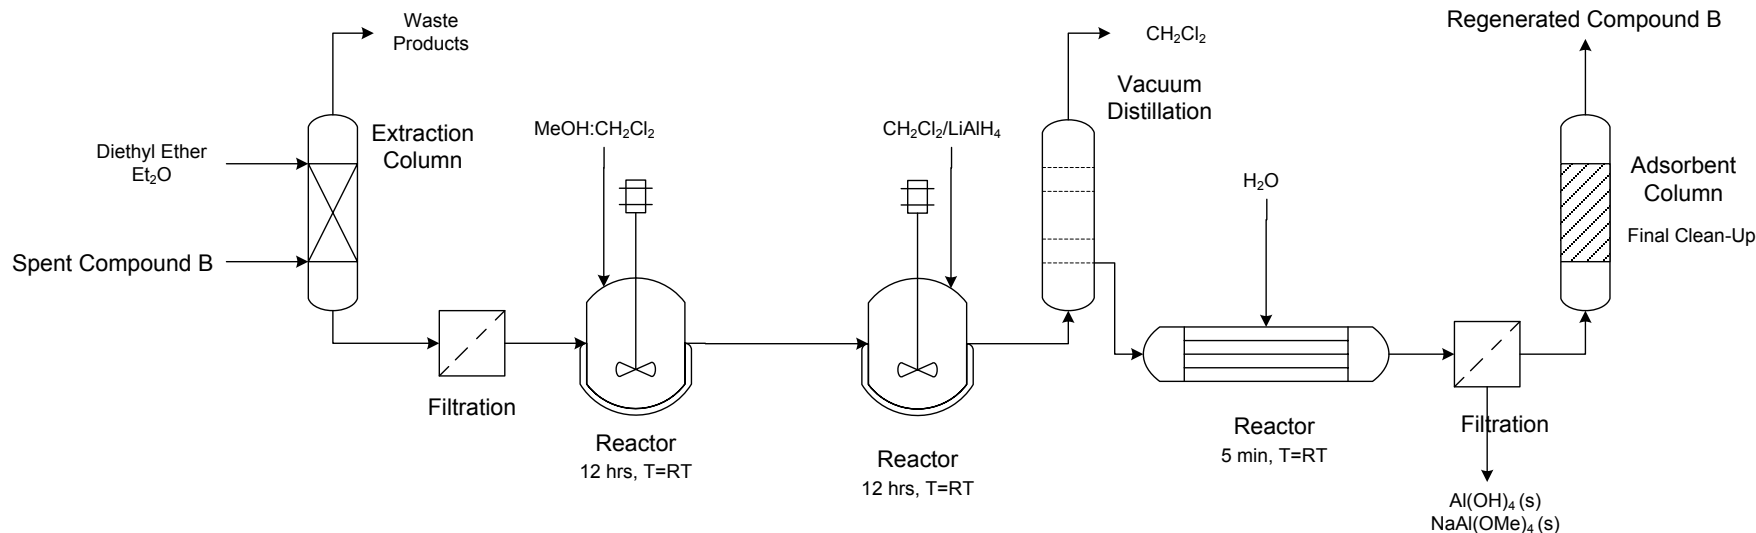 Waste
Products
Diethyl Ether
Et₂O
Spent Compound B
Extraction
Column
Filtration
MeOH:CH₂Cl₂
Reactor
12 hrs, T=RT
CH₂Cl₂/LiAlH₄
Reactor
12 hrs, T=RT
CH₂Cl₂
Vacuum
Distillation
H₂O
Reactor
5 min, T=RT
Filtration
Al(OH)₄ (s)
NaAl(OMe)₄ (s)
Regenerated Compound B
Adsorbent
Column
Final Clean-Up